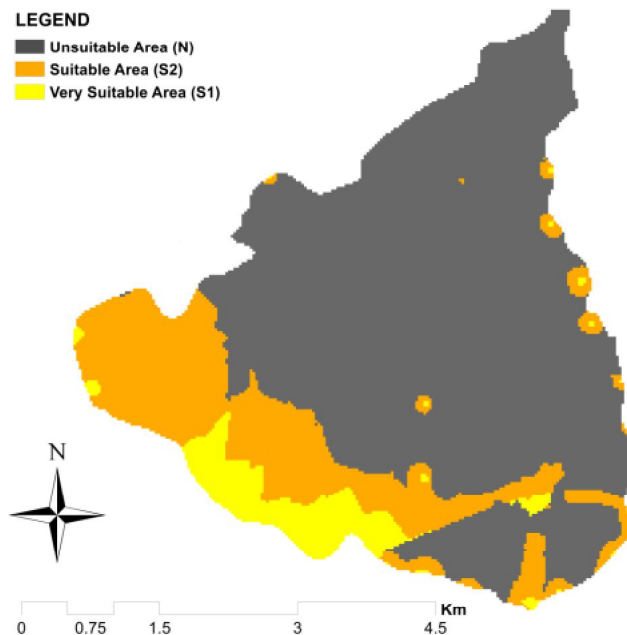 LEGEND
Unsuitable Area (N)
Suitable Area (S2)
Very Suitable Area (S1)
N
Km
0 0.75 1.5 3 4.5